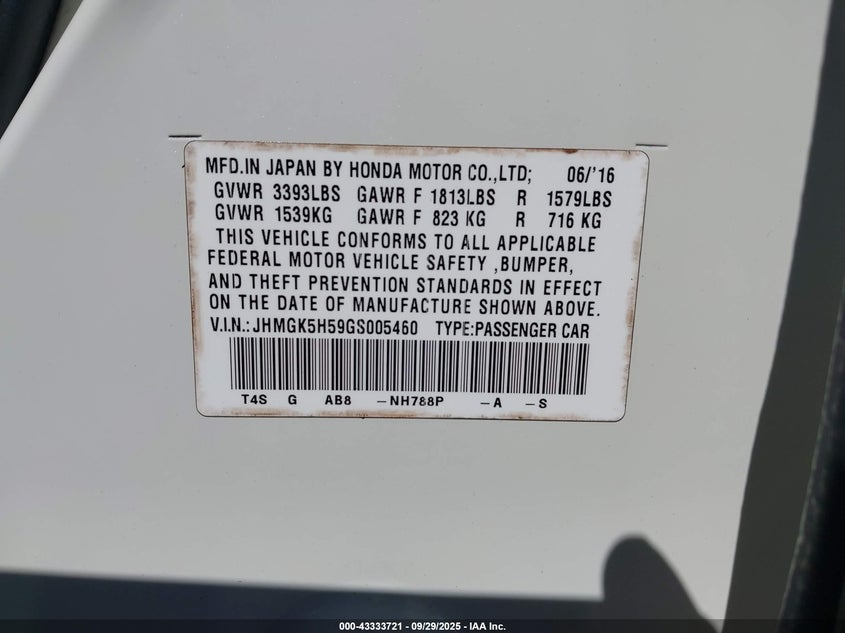 MFD.IN JAPAN BY HONDA MOTOR CO.,LTD; 06/'16
GVWR 3393LBS GAWR F 1813LBS R 1579LBS
GVWR 1539KG GAWR F 823 KG R 716 KG
THIS VEHICLE CONFORMS TO ALL APPLICABLE
FEDERAL MOTOR VEHICLE SAFETY ,BUMPER,
AND THEFT PREVENTION STANDARDS IN EFFECT
ON THE DATE OF MANUFACTURE SHOWN ABOVE.
V.I.N.:JHMGK5H59GS005460 TYPE:PASSENGER CAR
T4S G AB8 -NH788P -A -S
000-43333721 - 09/29/2025 - IAA Inc.